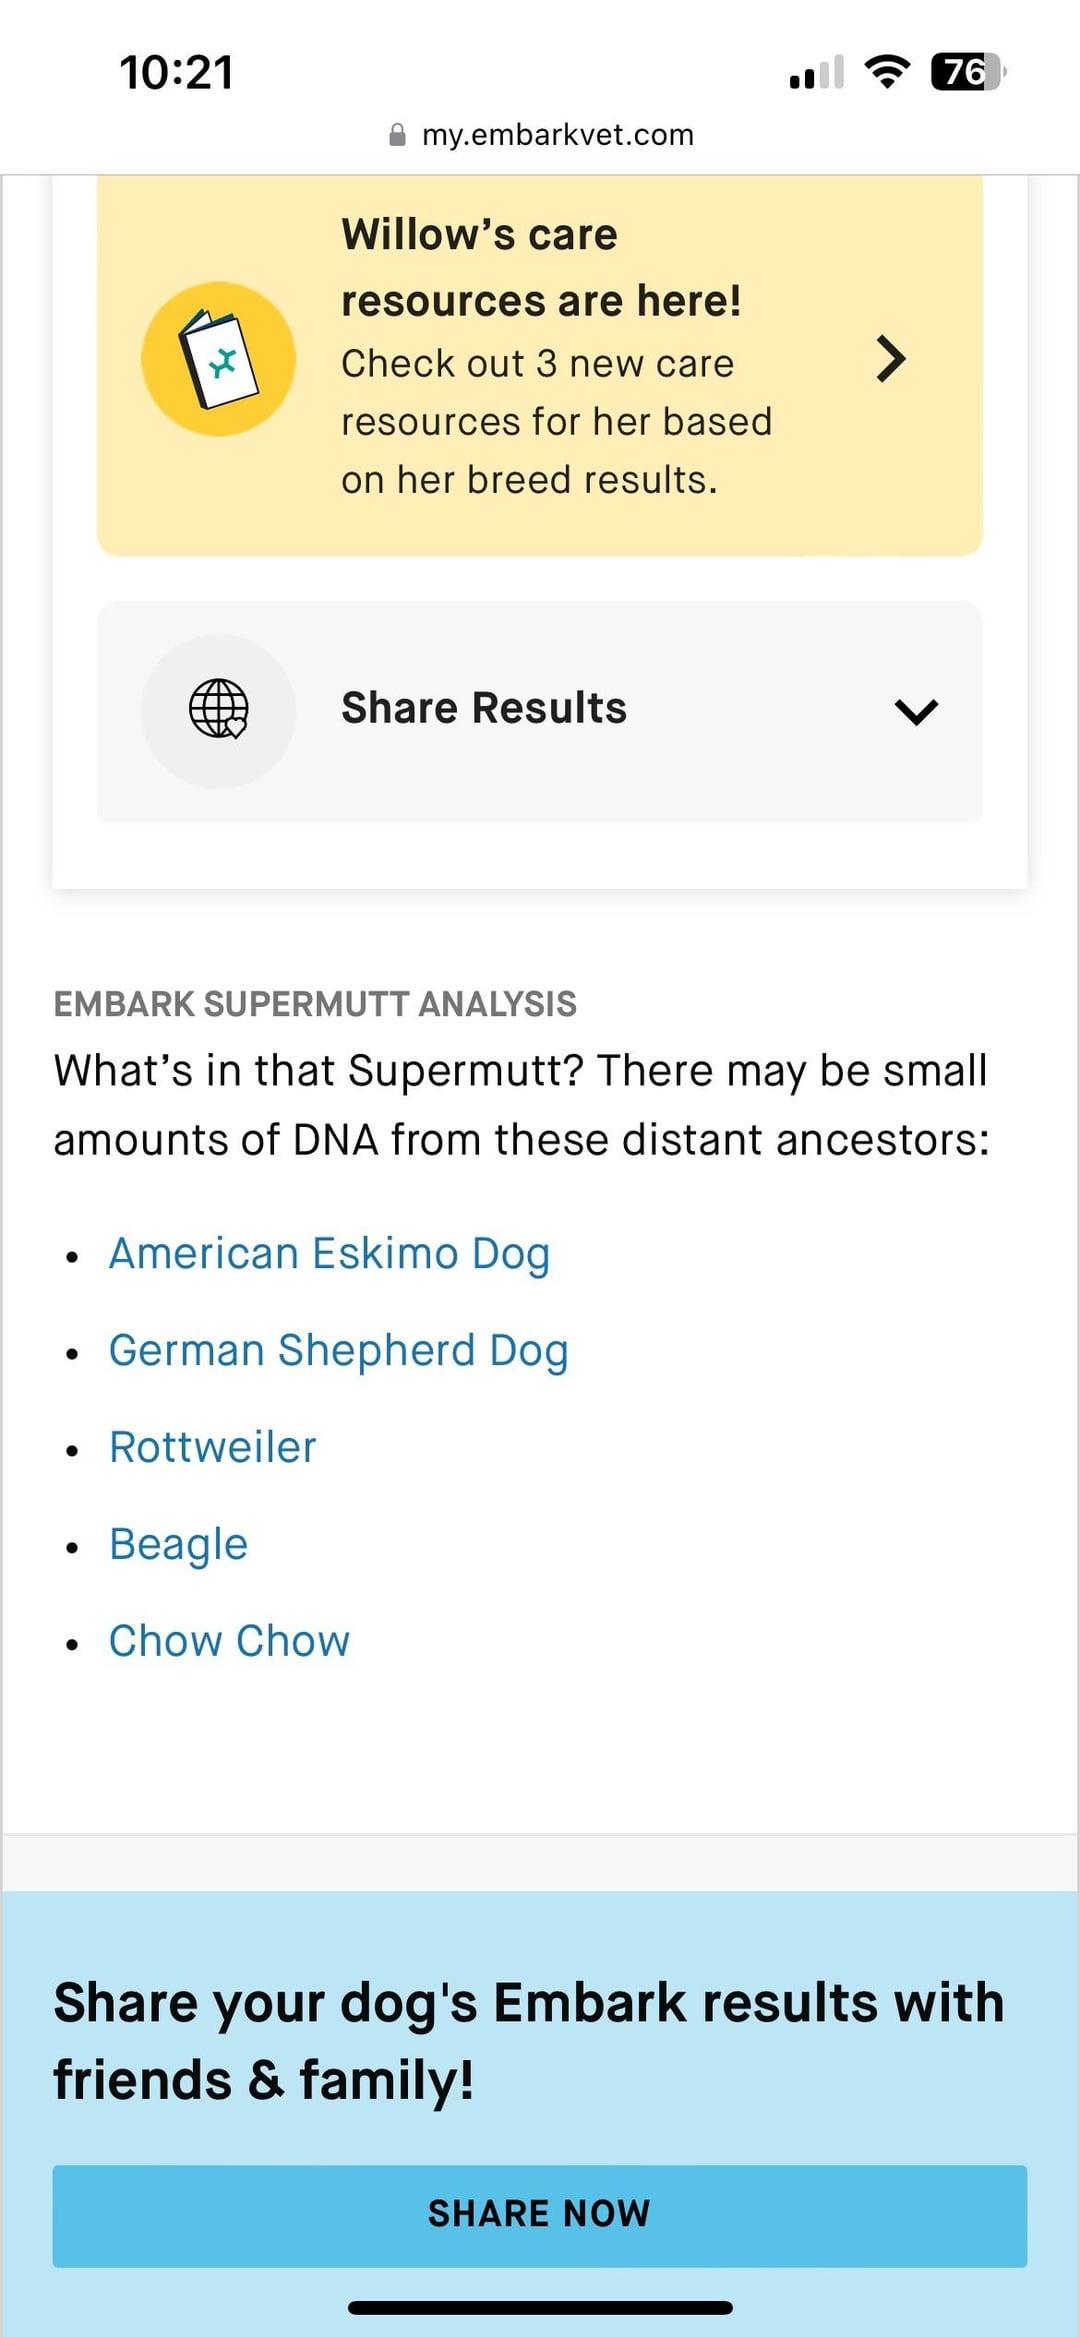 10:21
76
my.embarkvet.com
Willow’s care
resources are here!
Check out 3 new care
resources for her based
on her breed results.
Share Results
EMBARK SUPERMUTT ANALYSIS
What’s in that Supermutt? There may be small
amounts of DNA from these distant ancestors:
• American Eskimo Dog
• German Shepherd Dog
• Rottweiler
• Beagle
• Chow Chow
Share your dog's Embark results with
friends & family!
SHARE NOW